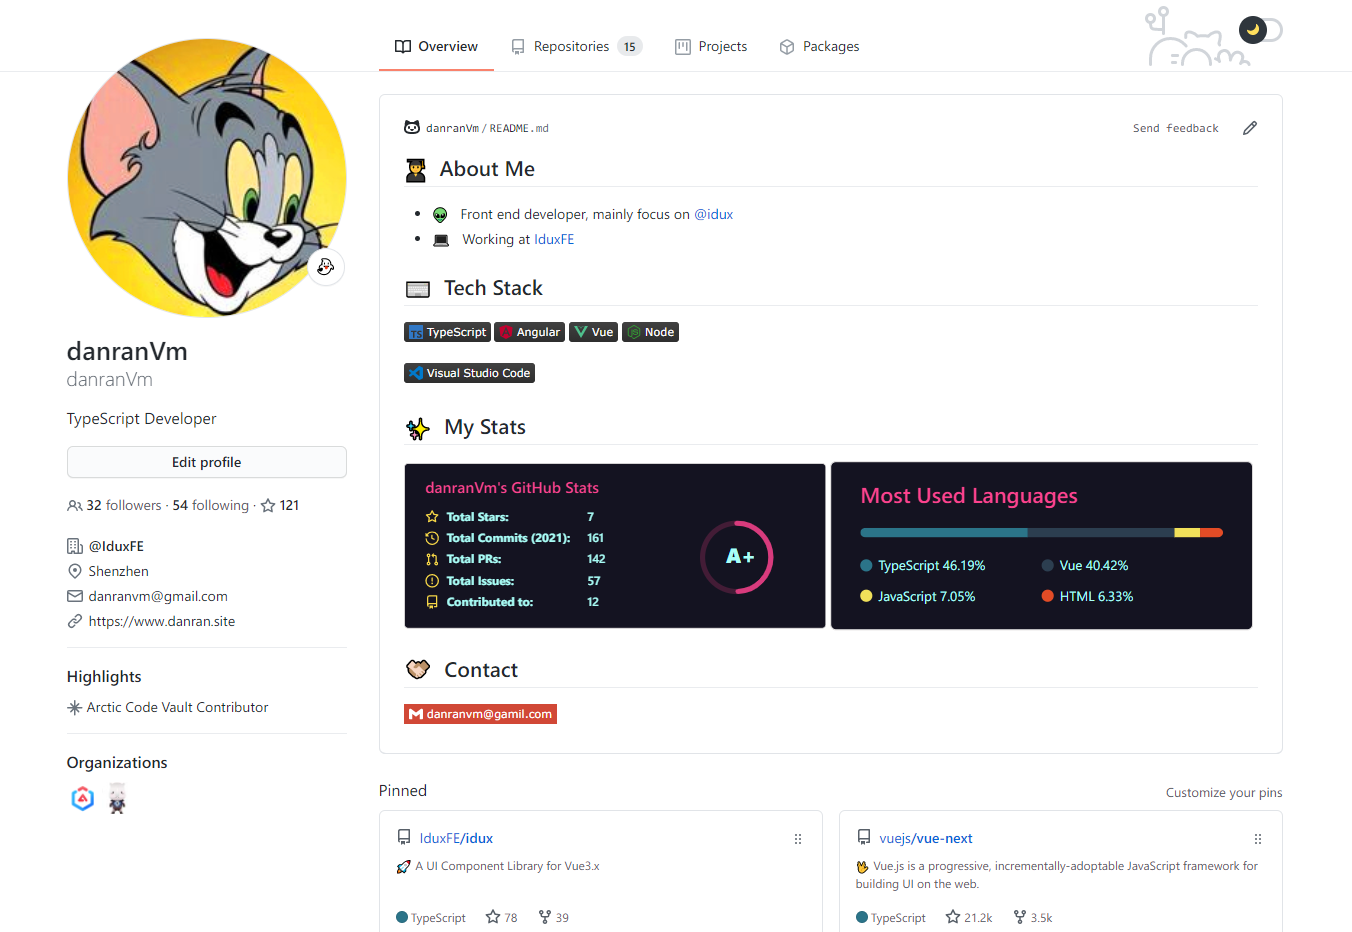 Overview
Repositories 15
Projects
Packages
danranVm
danranVm
TypeScript Developer
Edit profile
32 followers · 54 following · 121
@IduxFE
Shenzhen
danranvm@gmail.com
https://www.danran.site
Highlights
Arctic Code Vault Contributor
Organizations
danranVm/README.md
Send feedback
About Me
Front end developer, mainly focus on @idux
Working at IduxFE
Tech Stack
TS TypeScript
Angular
Vue
Node
Visual Studio Code
My Stats
danranVm's GitHub Stats
Total Stars: 7
Total Commits (2021): 161
Total PRs: 142
Total Issues: 57
Contributed to: 12
A+
Most Used Languages
TypeScript 46.19%
Vue 40.42%
JavaScript 7.05%
HTML 6.33%
Contact
danranvm@gamil.com
Pinned
Customize your pins
IduxFE/idux
A UI Component Library for Vue3.x
TypeScript 78 39
vuejs/vue-next
Vue.js is a progressive, incrementally-adoptable JavaScript framework for
building UI on the web.
TypeScript 21.2k 3.5k